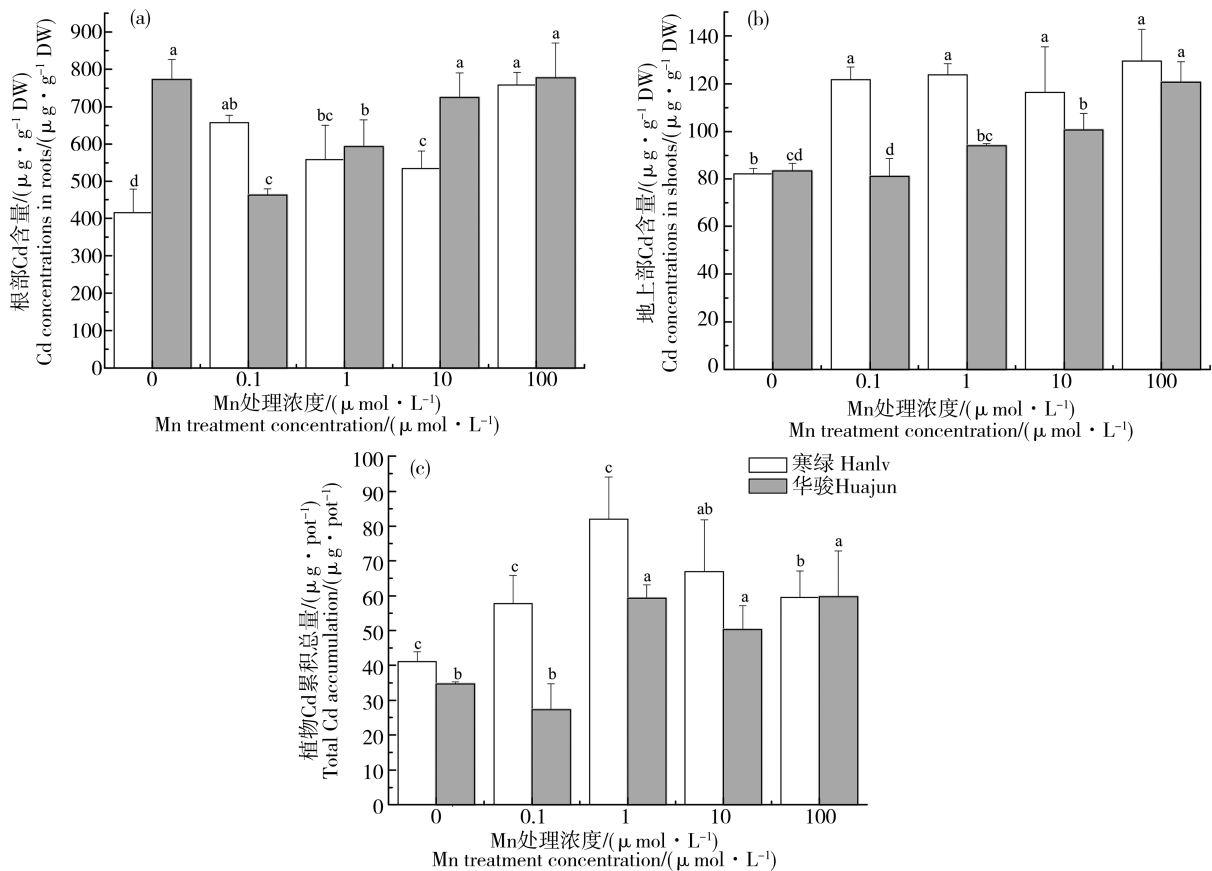 (a)
根部Cd含量/(μg·g⁻¹ DW)
Cd concentrations in roots/(μg·g⁻¹ DW)
900
800
700
600
500
400
300
200
100
0
d
a
ab
c
bc
b
c
a
a
a
0 0.1 1 10 100
Mn处理浓度/(μmol·L⁻¹)
Mn treatment concentration/(μmol·L⁻¹)
(b)
地上部Cd含量/(μg·g⁻¹ DW)
Cd concentrations in shoots/(μg·g⁻¹ DW)
140
120
100
80
60
40
20
0
b
cd
a
d
a
bc
a
b
a
a
0 0.1 1 10 100
Mn处理浓度/(μmol·L⁻¹)
Mn treatment concentration/(μmol·L⁻¹)
(c)
植物Cd累积总量/(μg·pot⁻¹)
Total Cd accumulation/(μg·pot⁻¹)
100
90
80
70
60
50
40
30
20
10
0
c
b
c
b
c
a
ab
a
b
a
0 0.1 1 10 100
Mn处理浓度/(μmol·L⁻¹)
Mn treatment concentration/(μmol·L⁻¹)
寒绿 Hanlv
华骏Huajun